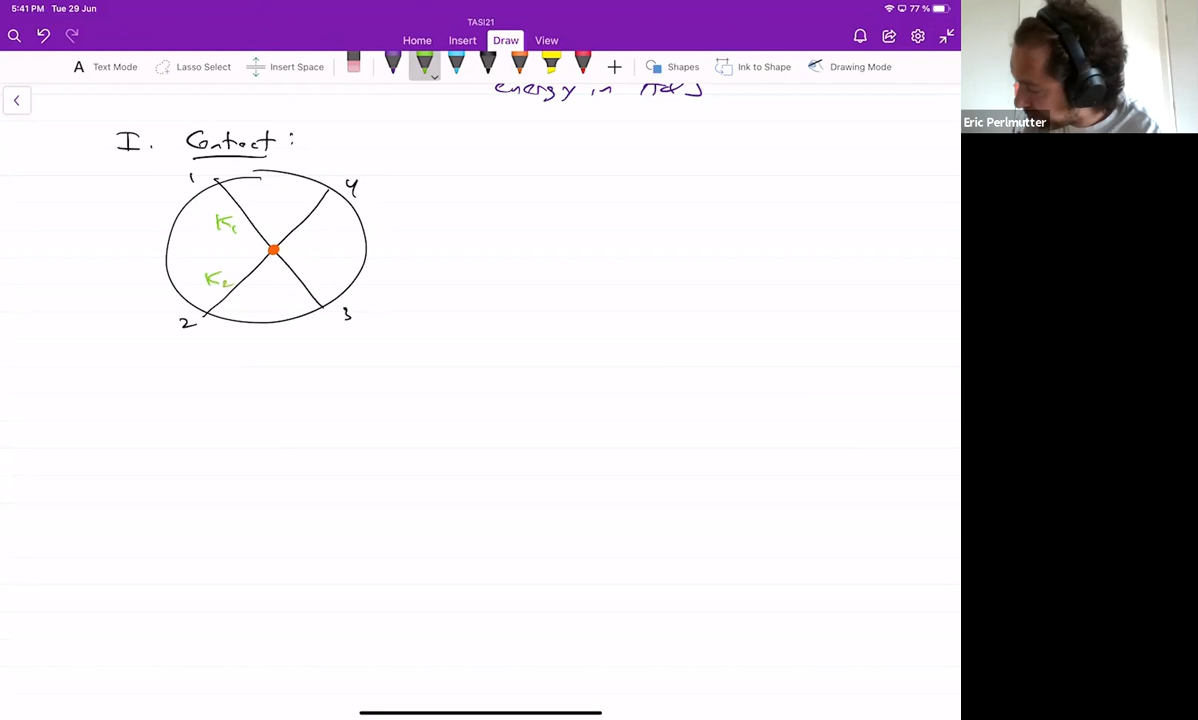 5:41 PM Tue 29 Jun
77 %
TASI21
Home Insert Draw View
A Text Mode Lasso Select Insert Space Shapes Ink to Shape Drawing Mode
energy in AdS
Eric Perlmutter
I. Contact:
1 4
K1
K2
2 3